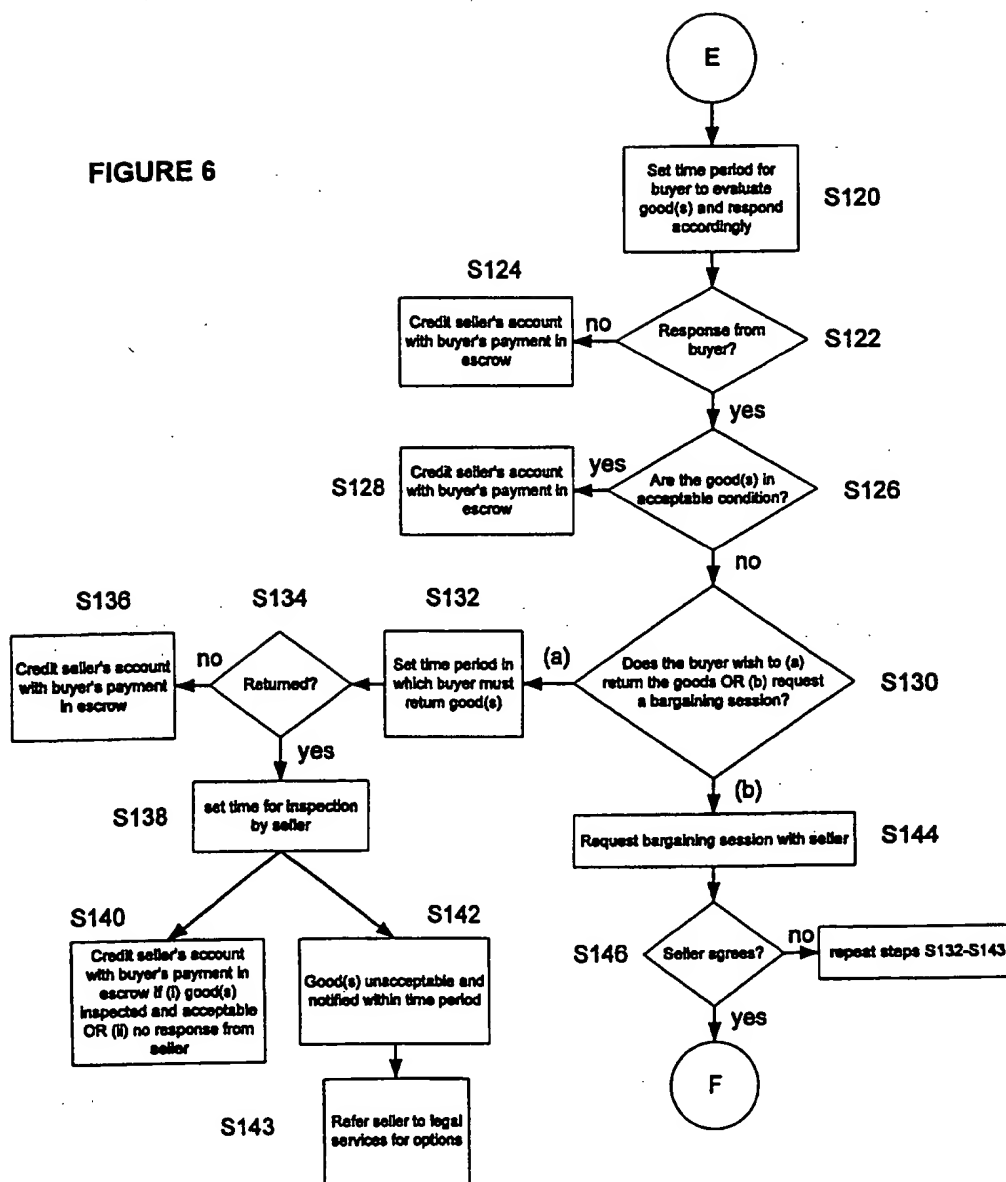 E
FIGURE 6
Set time period for
buyer to evaluate
good(s) and respond
accordingly
S120
S124
Credit seller's account
with buyer's payment in
escrow
no
Response from
buyer?
S122
yes
S128
Credit seller's account
with buyer's payment in
escrow
yes
Are the good(s) in
acceptable condition?
S126
no
S136
S134
S132
Credit seller's account
with buyer's payment
in escrow
no
Returned?
Set time period in
which buyer must
return good(s)
(a)
Does the buyer wish to (a)
return the goods OR (b) request
a bargaining session?
S130
yes
(b)
S138
set time for inspection
by seller
Request bargaining session with seller
S144
S140
Credit seller's account
with buyer's payment in
escrow if (i) good(s)
inspected and acceptable
OR (ii) no response from
seller
S142
Good(s) unacceptable and
notified within time period
S146
Seller agrees?
no
repeat steps S132-S143
yes
F
S143
Refer seller to legal
services for options